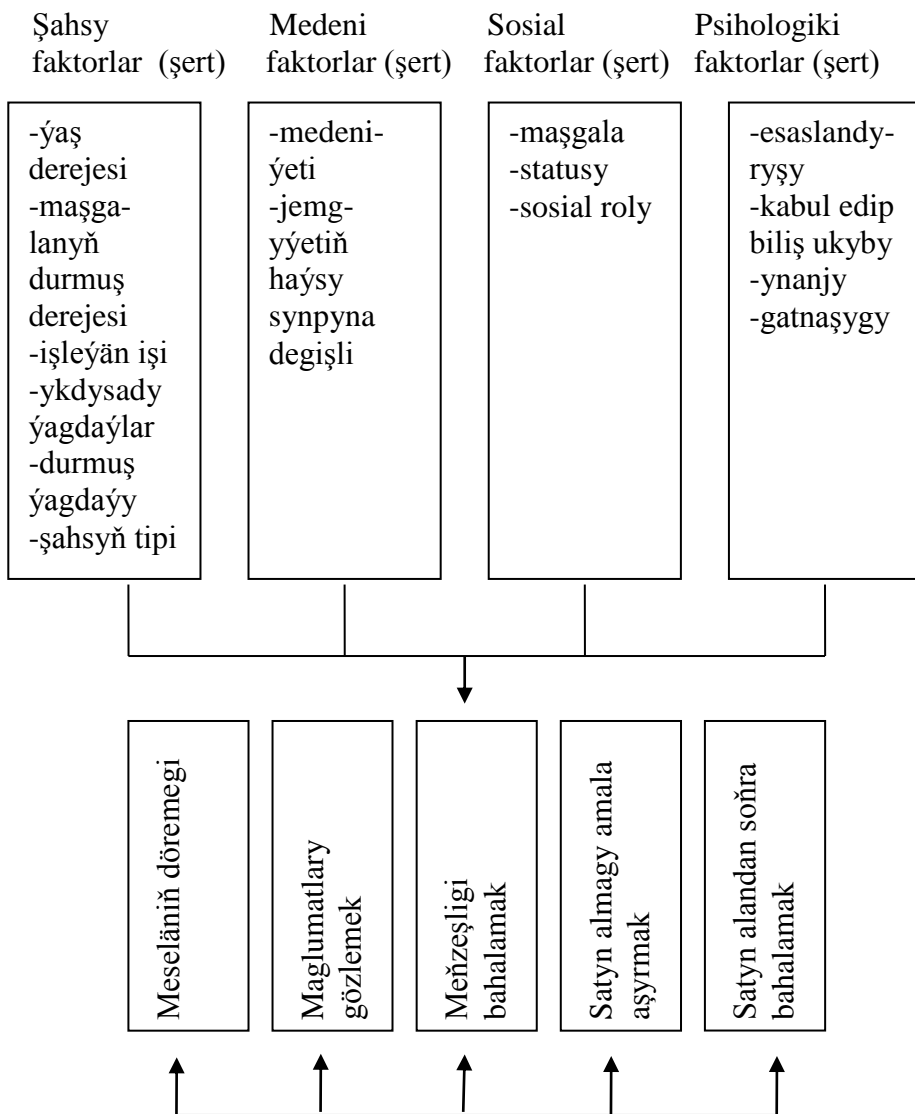 Şahsy
faktorlar (şert)
Medeni
faktorlar (şert)
Sosial
faktorlar (şert)
Psihologiki
faktorlar (şert)
-ýaş
derejesi
-maşga-
lanyň
durmuş
derejesi
-işleýän işi
-ykdysady
ýagdaýlar
-durmuş
ýagdaýy
-şahsyň tipi
-medeni-
ýeti
-jemg-
yýetiň
haýsy
synpyna
degişli
-maşgala
-statusy
-sosial roly
-esaslandy-
ryşy
-kabul edip
biliş ukyby
-ynanjy
-gatnaşygy
Meseläniň döremegi
Maglumatlary
gözlemek
Meňzeşligi
bahalamak
Satyn almagy amala
aşyrmak
Satyn alandan soňra
bahalamak